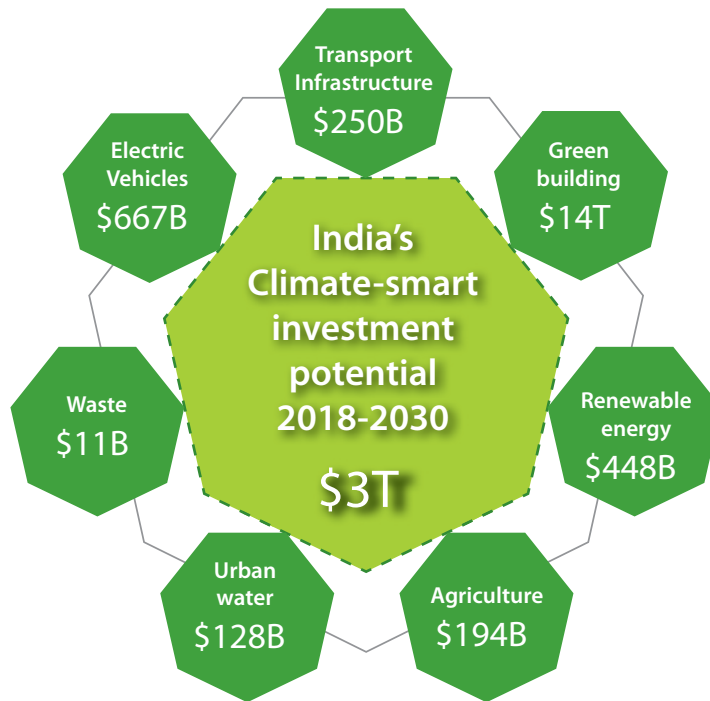 Transport
Infrastructure
$250B
Electric
Vehicles
$667B
Green
building
$14T
India's
Climate-smart
investment
potential
2018-2030
$3T
Waste
$11B
Renewable
energy
$448B
Urban
water
$128B
Agriculture
$194B